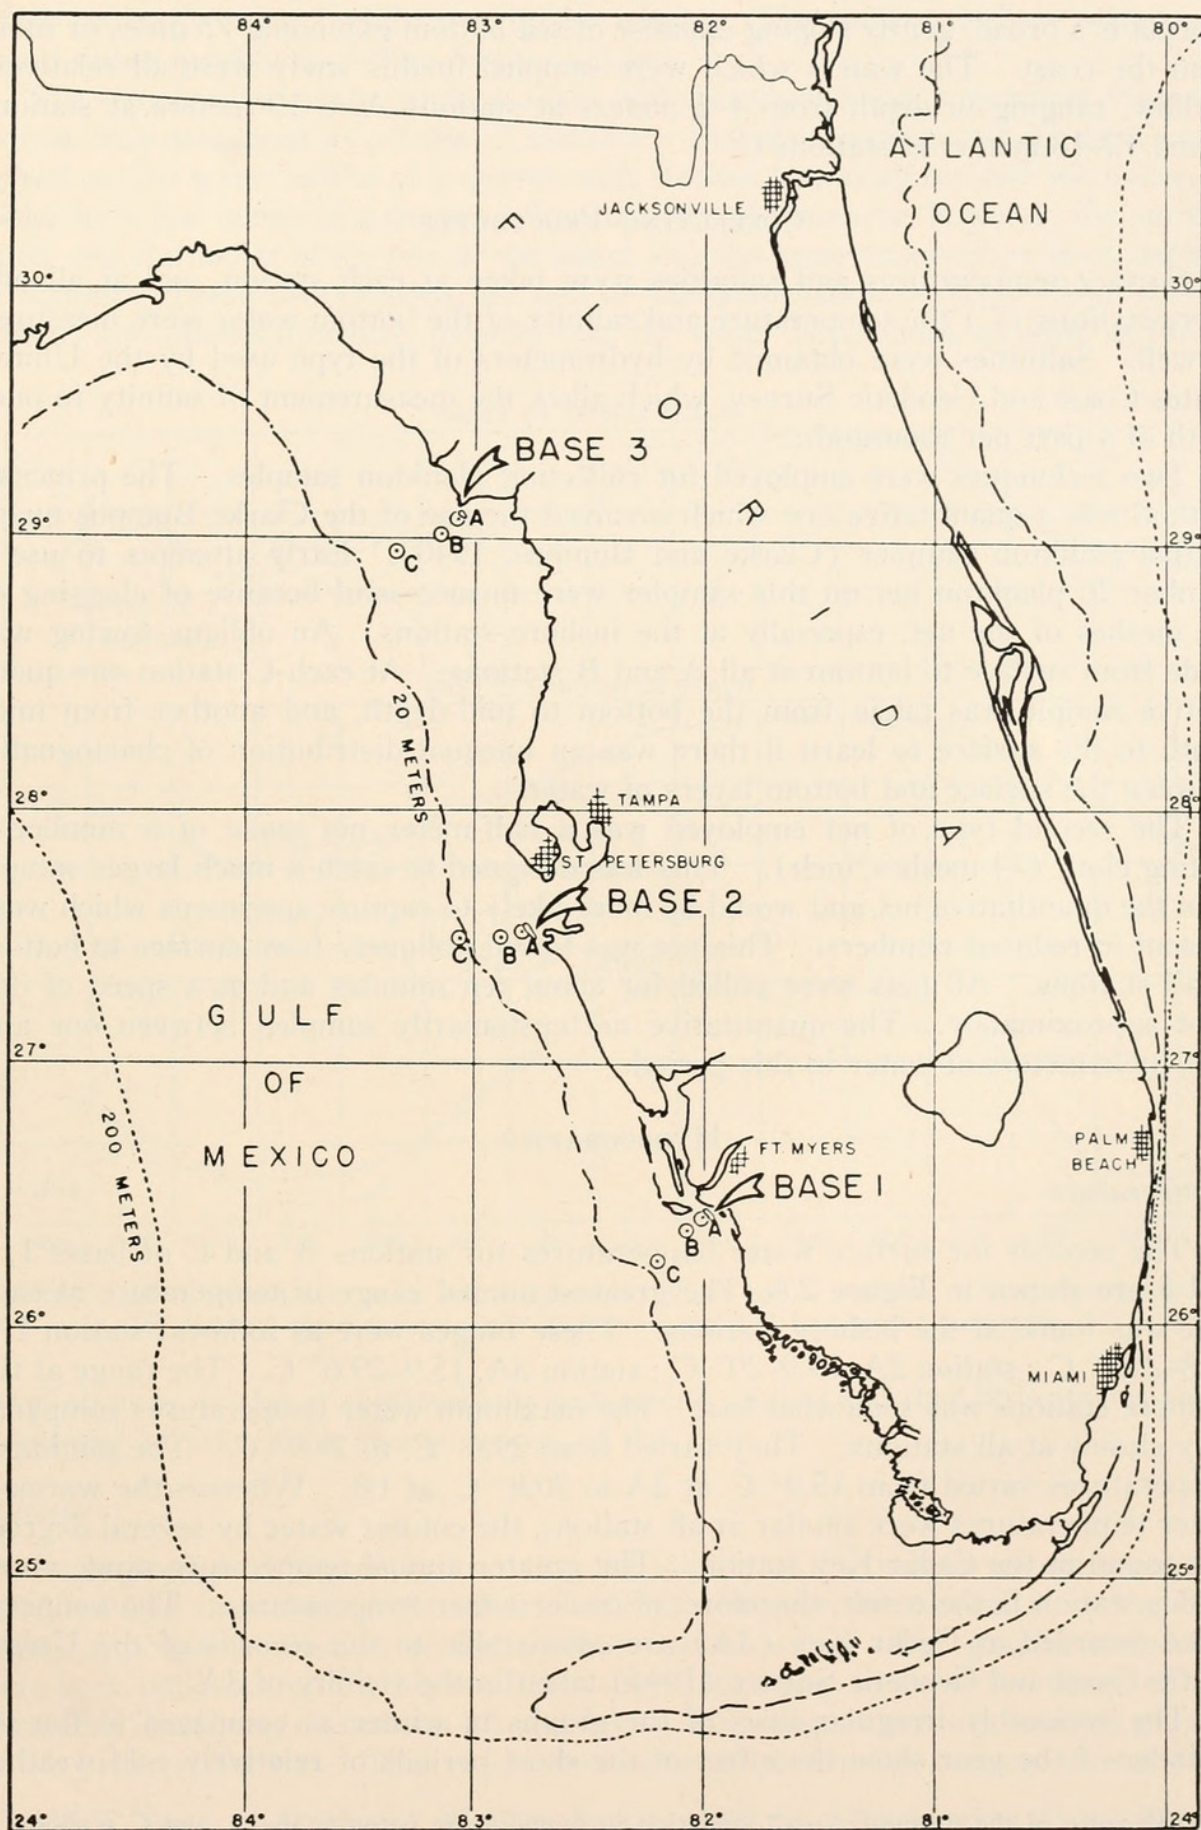 84° 83° 82° 81° 80°
ATLANTIC
OCEAN
JACKSONVILLE
30° 30°
F
L
O
R
I
D
A
BASE 3
A
B
C
29° 29°
20
METERS
28° 28°
TAMPA
ST. PETERSBURG
BASE 2
A
B
C
GULF
OF
MEXICO
27° 27°
200
METERS
PALM
BEACH
FT. MYERS
BASE 1
A
B
C
26° 26°
MIAMI
25° 25°
24° 84° 83° 82° 81° 24°